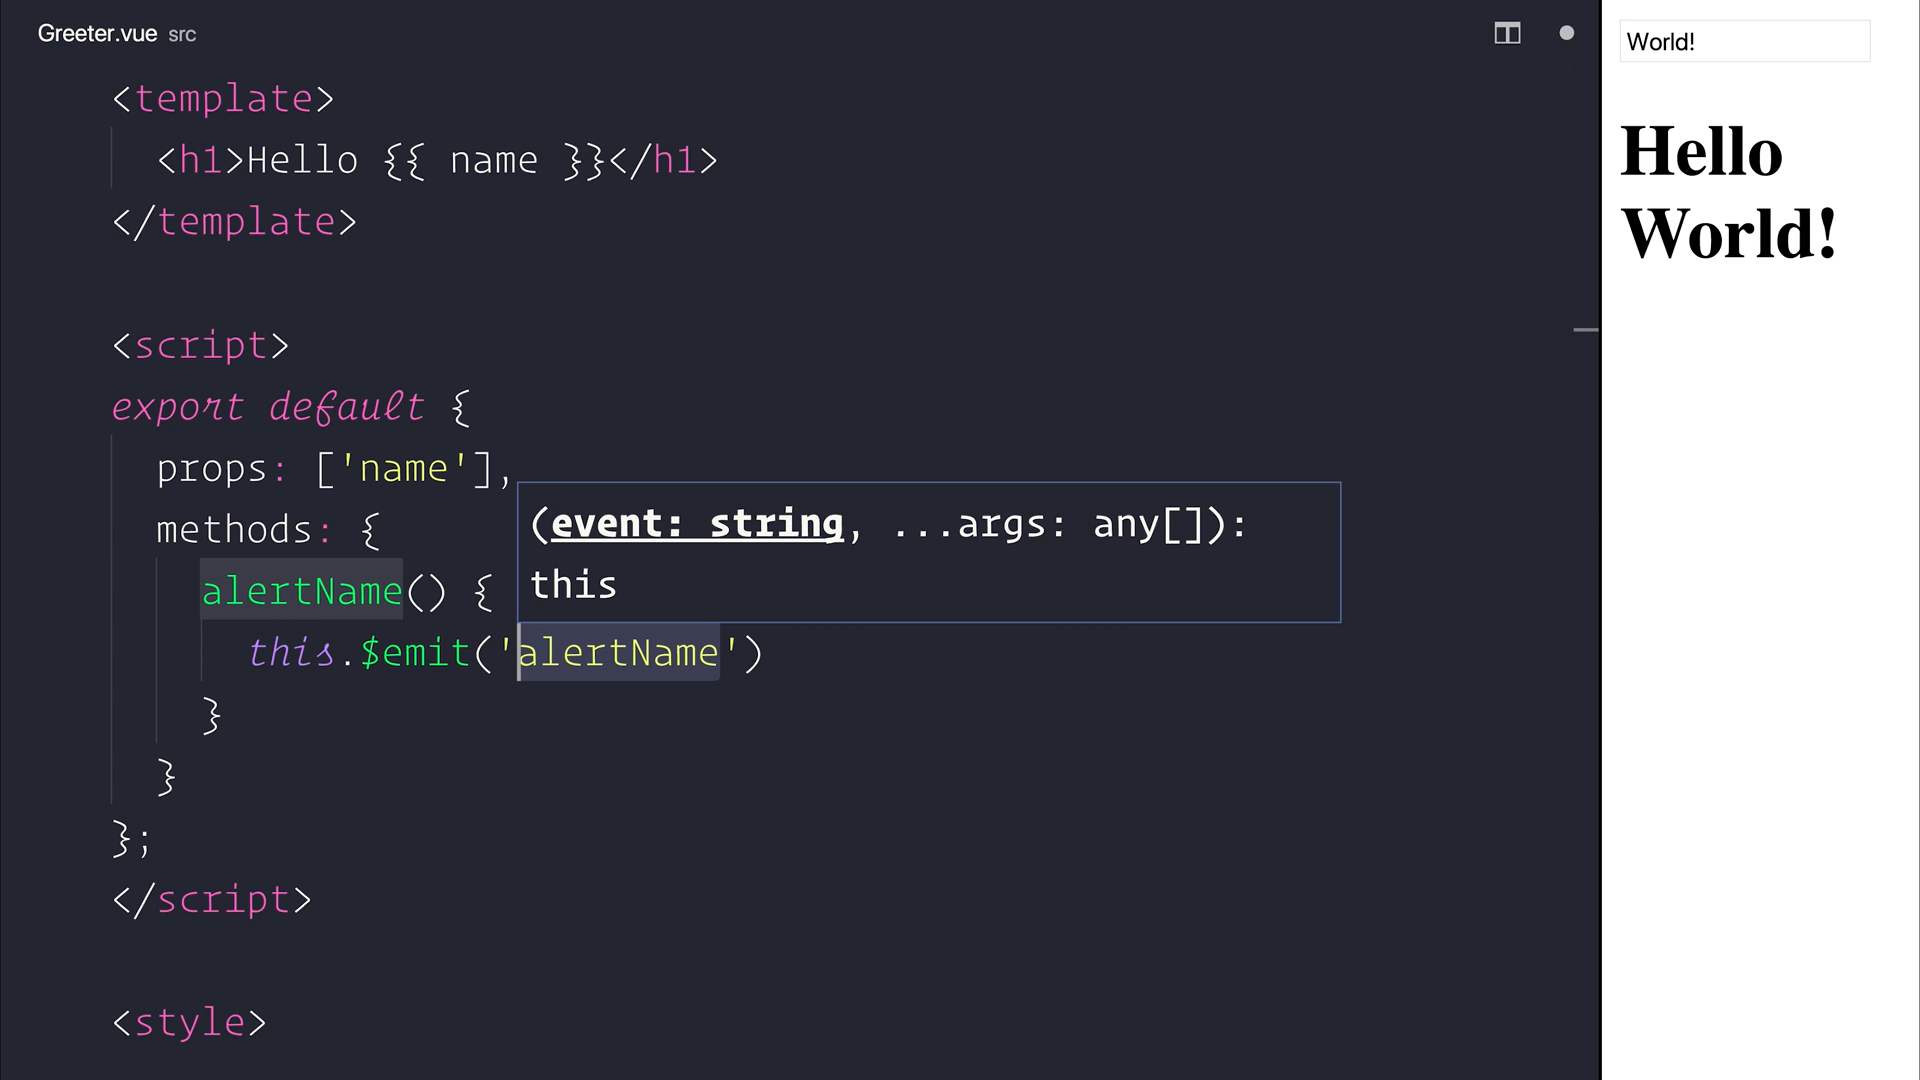 Greeter.vue src
<template>
<h1>Hello {{ name }}</h1>
</template>
<script>
export default {
props: ['name'],
methods: {
(event: string, ...args: any[]):
this
alertName() {
this.$emit('alertName')
}
}
};
</script>
<style>
World!
Hello
World!